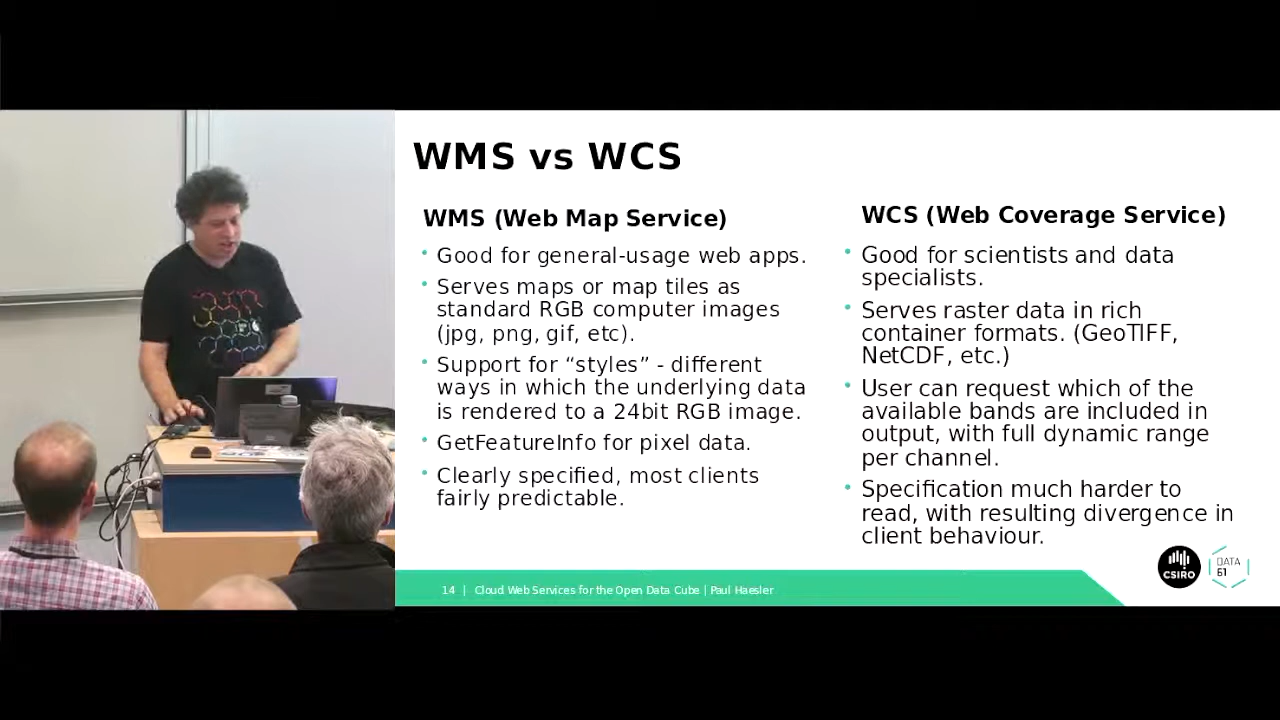 WMS vs WCS
WMS (Web Map Service)
• Good for general-usage web apps.
• Serves maps or map tiles as
standard RGB computer images
(jpg, png, gif, etc).
• Support for “styles” - different
ways in which the underlying data
is rendered to a 24bit RGB image.
• GetFeatureInfo for pixel data.
• Clearly specified, most clients
fairly predictable.
WCS (Web Coverage Service)
• Good for scientists and data
specialists.
• Serves raster data in rich
container formats. (GeoTIFF,
NetCDF, etc.)
• User can request which of the
available bands are included in
output, with full dynamic range
per channel.
• Specification much harder to
read, with resulting divergence in
client behaviour.
14 | Cloud Web Services for the Open Data Cube | Paul Haesler
CSIRO
DATA
61